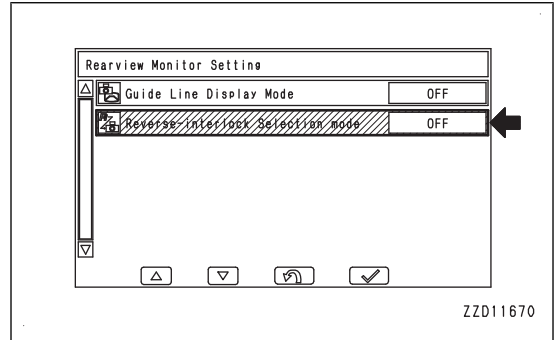 Rearview Monitor Setting
Guide Line Display Mode OFF
Reverse-interlock Selection mode OFF
ZZD11670